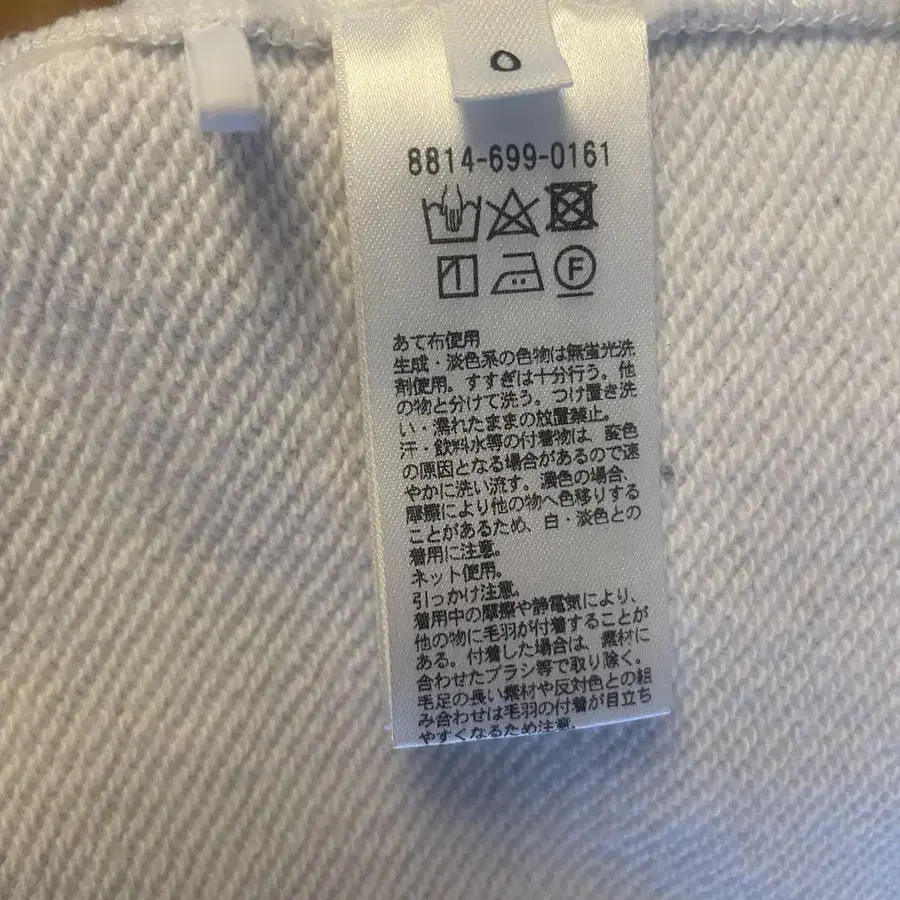 0
8814-699-0161
F
あて布使用
生成・淡色系の色物は無蛍光洗
剤使用。すすぎは十分行う。他
の物と分けて洗う。つけ置き洗
い・濡れたままの放置禁止。
汗・飲料水等の付着物は、変色
の原因となる場合があるので速
やかに洗い流す。濃色の場合、
摩擦により他の物へ色移りする
ことがあるため、白・淡色との
着用に注意。
ネット使用。
引っかけ注意。
着用中の摩擦や静電気により、
他の物に毛羽が付着することが
ある。付着した場合は、素材に
合わせたブラシ等で取り除く。
毛足の長い素材や反対色との組
み合わせは毛羽の付着が目立ち
やすくなるため注意。